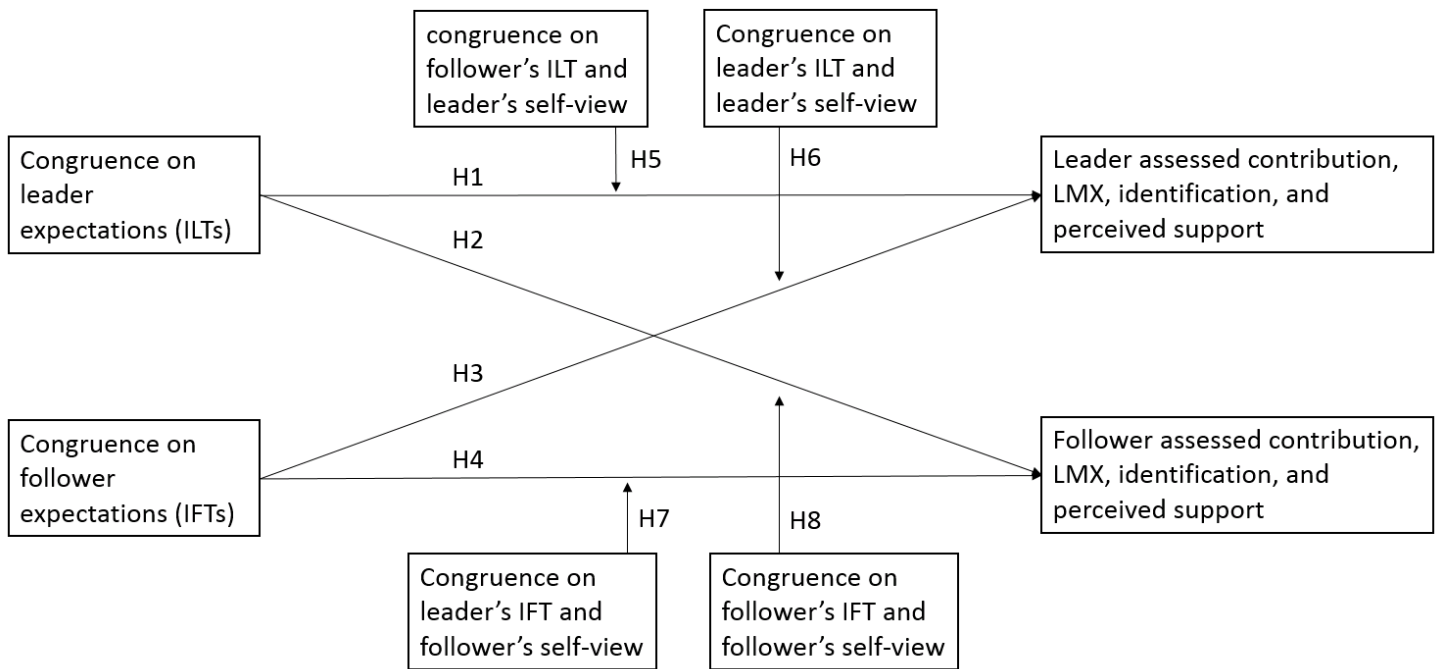 congruence on
follower's ILT and
leader's self-view
Congruence on
leader's ILT and
leader's self-view
H5
H6
Congruence on
leader
expectations (ILTs)
H1
H2
Leader assessed contribution,
LMX, identification, and
perceived support
H3
H4
Congruence on
follower
expectations (IFTs)
Follower assessed contribution,
LMX, identification, and
perceived support
H7
H8
Congruence on
leader's IFT and
follower's self-view
Congruence on
follower's IFT and
follower's self-view